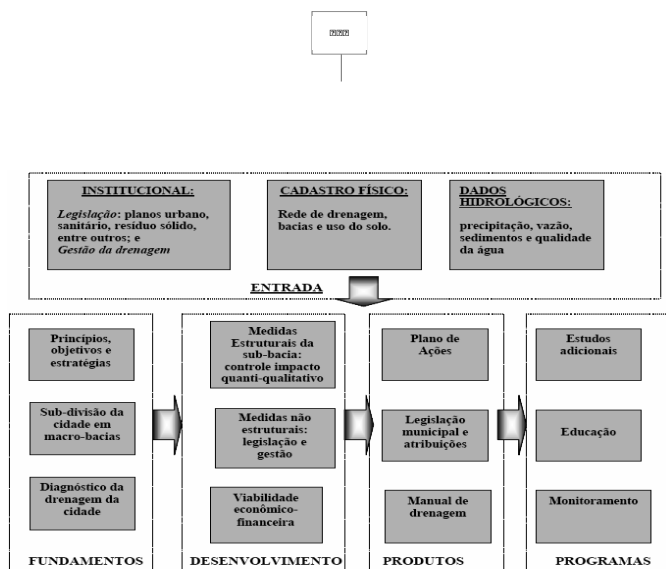 INSTITUCIONAL:
Legislação: planos urbano,
sanitário, resíduo sólido,
entre outros; e
Gestão da drenagem
CADASTRO FÍSICO:
Rede de drenagem,
bacias e uso do solo.
DADOS
HIDROLÓGICOS:
precipitação, vazão,
sedimentos e qualidade
da água
ENTRADA
Princípios,
objetivos e
estratégias
Sub-divisão da
cidade em
macro-bacias
Diagnóstico da
drenagem da
cidade
FUNDAMENTOS
Medidas
Estruturais da
sub-bacia:
controle impacto
quanti-qualitativo
Medidas não
estruturais:
legislação e
gestão
Viabilidade
econômico-
financeira
DESENVOLVIMENTO
Plano de
Ações
Legislação
municipal e
atribuições
Manual de
drenagem
PRODUTOS
Estudos
adicionais
Educação
Monitoramento
PROGRAMAS